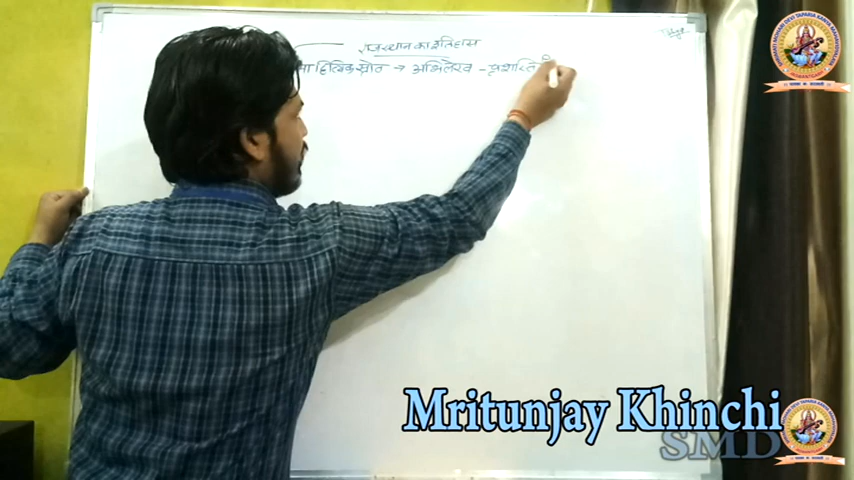 राजस्थान का इतिहास
साहित्यिक स्रोत → अभिलेख - प्रशस्ति
Mritunjay Khinchi
SMD